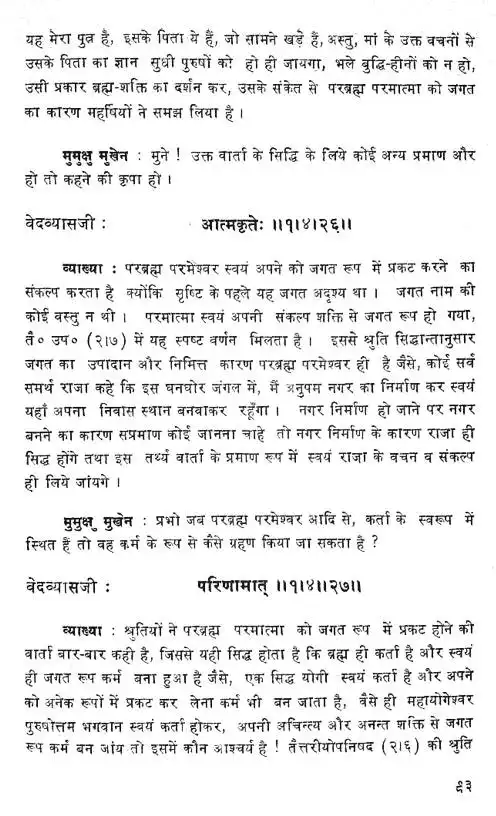 यह मेरा पुत्र है, इसके पिता ये हैं, जो सामने खड़े हैं, अस्तु, मां के उक्त वचनों से
उसके पिता का ज्ञान सुधी पुरुषों को हो ही जायगा, भले बुद्धि-हीनों को न हो,
उसी प्रकार ब्रह्म-शक्ति का दर्शन कर, उसके संकेत से परब्रह्म परमात्मा को जगत
का कारण महर्षियों ने समझ लिया है ।
मुमुक्षु मुखेन : मुने ! उक्त वार्ता के सिद्धि के लिये कोई अन्य प्रमाण और
हो तो कहने की कृपा हो ।
वेदव्यासजी : आत्मकृतेः ॥१।४।२६॥
व्याख्या : परब्रह्म परमेश्वर स्वयं अपने को जगत रूप में प्रकट करने का
संकल्प करता है क्योंकि सृष्टि के पहले यह जगत अदृश्य था । जगत नाम की
कोई वस्तु न थी । परमात्मा स्वयं अपनी संकल्प शक्ति से जगत रूप हो गया,
तै० उप० (२।७) में यह स्पष्ट वर्णन मिलता है । इससे श्रुति सिद्धान्तानुसार
जगत का उपादान और निमित्त कारण परब्रह्म परमेश्वर ही है जैसे, कोई सर्व
समर्थ राजा कहे कि इस घनघोर जंगल में, मैं अनुपम नगर का निर्माण कर स्वयं
यहाँ अपना निवास स्थान बनवाकर रहूँगा । नगर निर्माण हो जाने पर नगर
बनने का कारण सप्रमाण कोई जानना चाहे तो नगर निर्माण के कारण राजा ही
सिद्ध होंगे तथा इस तर्थ्य वार्ता के प्रमाण रूप में स्वयं राजा के वचन व संकल्प
ही लिये जांयगे ।
मुमुक्षु मुखेन : प्रभो जब परब्रह्म परमेश्वर आदि से, कर्ता के स्वरूप में
स्थित हैं तो वह कर्म के रूप से कैसे ग्रहण किया जा सकता है ?
वेदव्यासजी : परिणामात् ॥१।४।।२७॥
व्याख्या : श्रुतियों ने परब्रह्म परमात्मा को जगत रूप में प्रकट होने की
वार्ता बार-बार कही है, जिससे यही सिद्ध होता है कि ब्रह्म ही कर्ता है और स्वयं
ही जगत रूप कर्म बना हुआ है जैसे, एक सिद्ध योगी स्वयं कर्ता है और अपने
को अनेक रूपों में प्रकट कर लेना कर्म भी बन जाता है, वैसे ही महायोगेश्वर
पुरुषोत्तम भगवान स्वयं कर्ता होकर, अपनी अचिन्त्य और अनन्त शक्ति से जगत
रूप कर्म बन जांय तो इसमें कौन आश्चर्य है ! तैत्तरीयोपनिषद (२।६) की श्रुति
९३